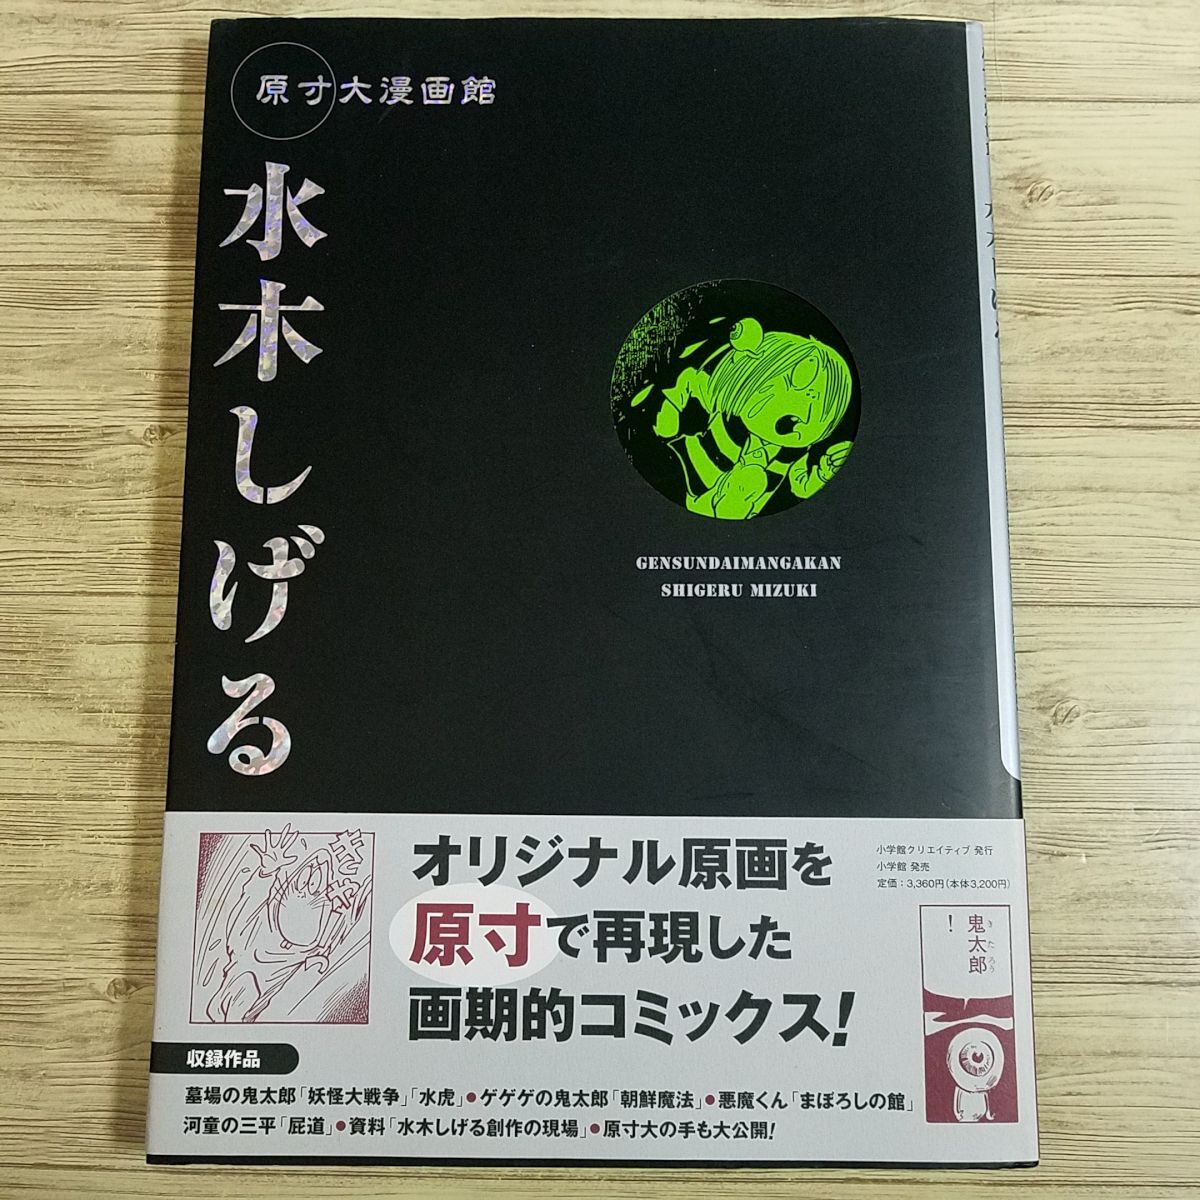 原寸大漫画館
水木しげる
GENSUNDAIMANGAKAN
SHIGERU MIZUKI
オリジナル原画を
原寸で再現した
画期的コミックス!
小学館クリエイティブ 発行
小学館 発売
定価:3,360円(本体3,200円)
鬼太郎
きたろう
!
収録作品
墓場の鬼太郎「妖怪大戦争」「水虎」●ゲゲゲの鬼太郎「朝鮮魔法」●悪魔くん「まぼろしの館」
河童の三平「屁道」●資料「水木しげる創作の現場」●原寸大の手も大公開!